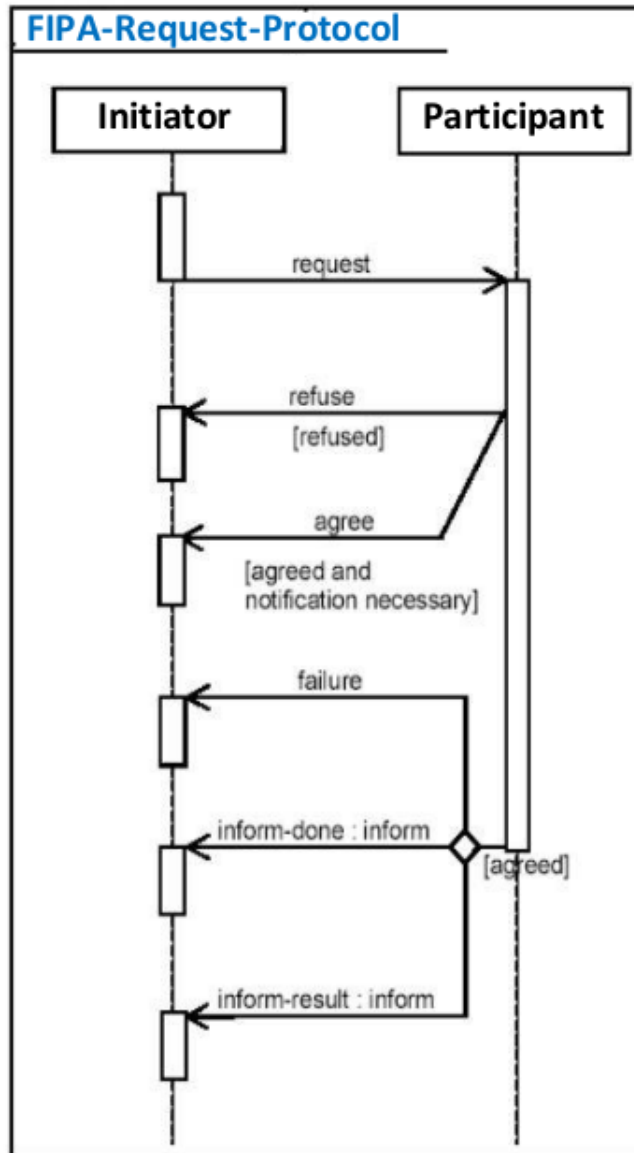 FIPA-Request-Protocol
Initiator
Participant
request
refuse
[refused]
agree
[agreed and
notification necessary]
failure
inform-done : inform
[agreed]
inform-result : inform